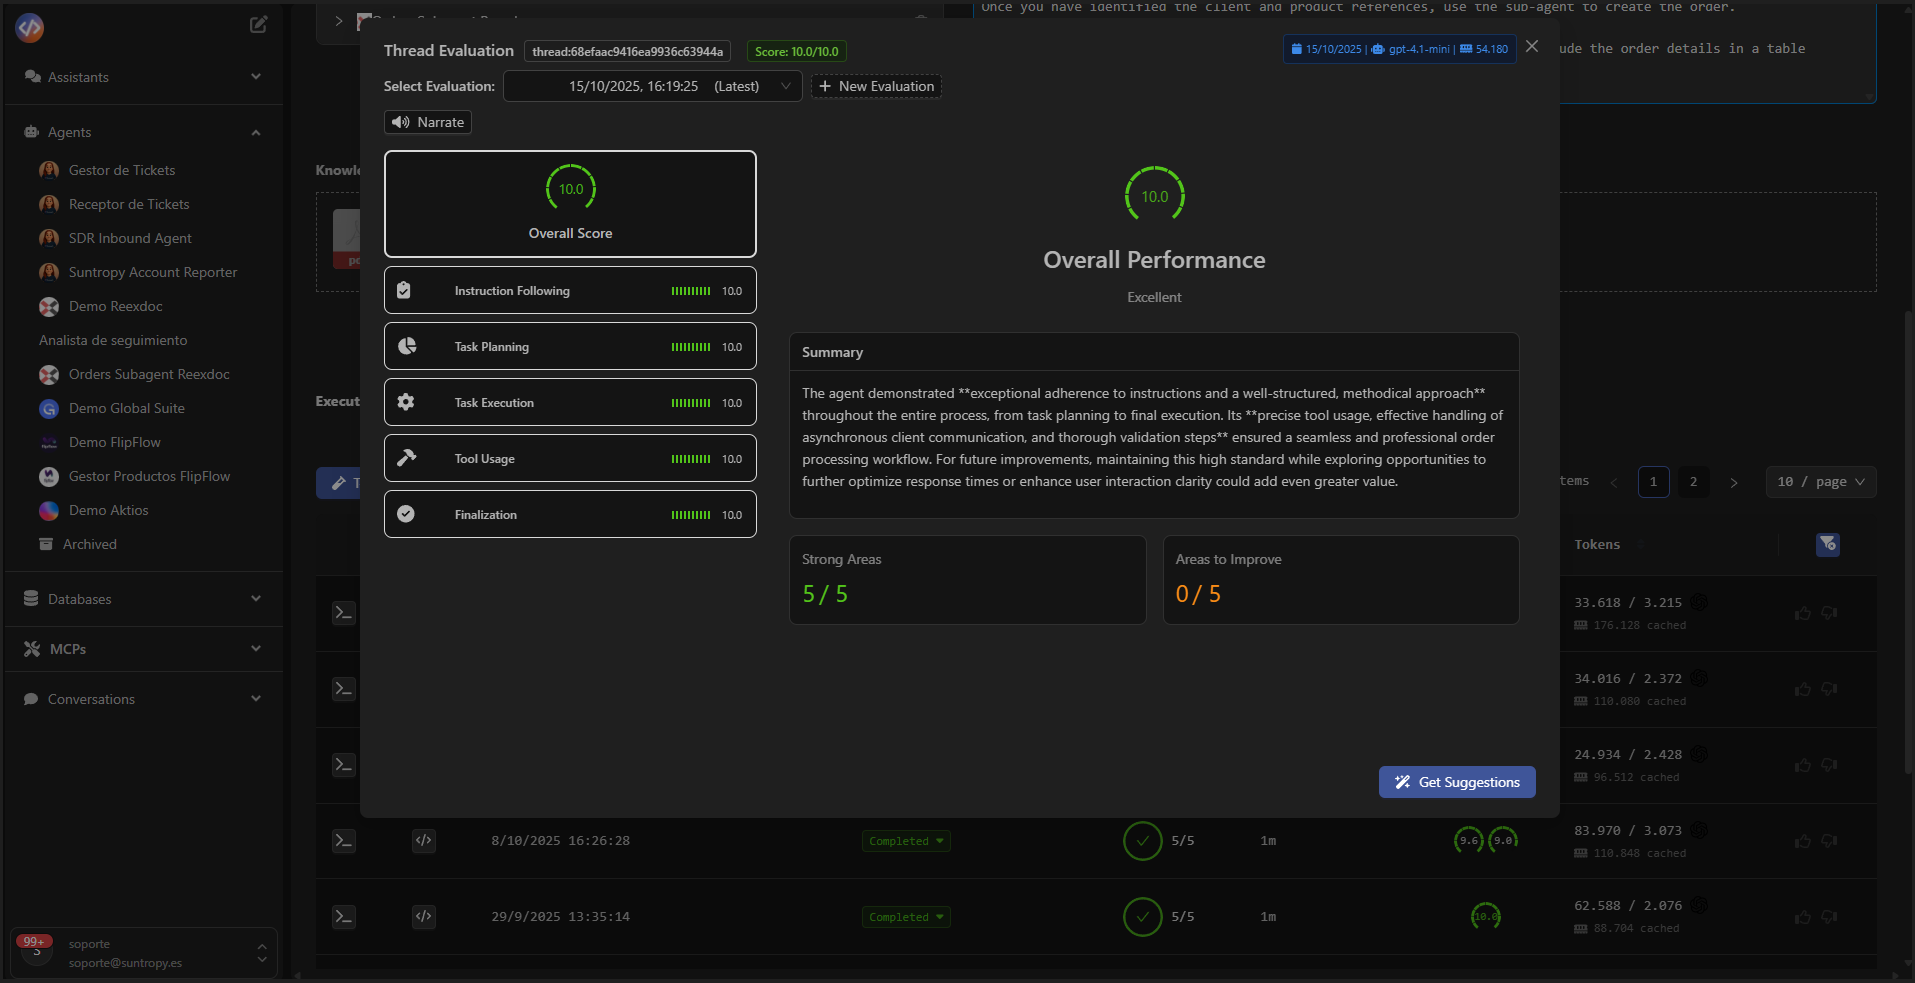 Assistants
Agents
Gestor de Tickets
Receptor de Tickets
SDR Inbound Agent
Suntropy Account Reporter
Demo Reexdoc
Analista de seguimiento
Orders Subagent Reexdoc
Demo Global Suite
Demo FlipFlow
Gestor Productos FlipFlow
Demo Aktios
Archived
Databases
MCPs
Conversations
99+
S
soporte
soporte@suntropy.es
Once you have identified the client and product references, use the sub-agent to create the order.
ude the order details in a table
Thread Evaluation
thread:68efaac9416ea9936c63944a
Score: 10.0/10.0
15/10/2025 | gpt-4.1-mini | 54.180
Select Evaluation:
15/10/2025, 16:19:25 (Latest)
New Evaluation
Narrate
10.0
Overall Score
Instruction Following
10.0
Task Planning
10.0
Task Execution
10.0
Tool Usage
10.0
Finalization
10.0
10.0
Overall Performance
Excellent
Summary
The agent demonstrated **exceptional adherence to instructions and a well-structured, methodical approach**
throughout the entire process, from task planning to final execution. Its **precise tool usage, effective handling of
asynchronous client communication, and thorough validation steps** ensured a seamless and professional order
processing workflow. For future improvements, maintaining this high standard while exploring opportunities to
further optimize response times or enhance user interaction clarity could add even greater value.
Strong Areas
5 / 5
Areas to Improve
0 / 5
Get Suggestions
Knowle
Execut
T
tems
1
2
10 / page
Tokens
33.618 / 3.215
176.128 cached
34.016 / 2.372
110.080 cached
24.934 / 2.428
96.512 cached
8/10/2025 16:26:28
Completed
5/5
1m
9.6
9.0
83.970 / 3.073
110.848 cached
29/9/2025 13:35:14
Completed
5/5
1m
10.0
62.588 / 2.076
88.704 cached